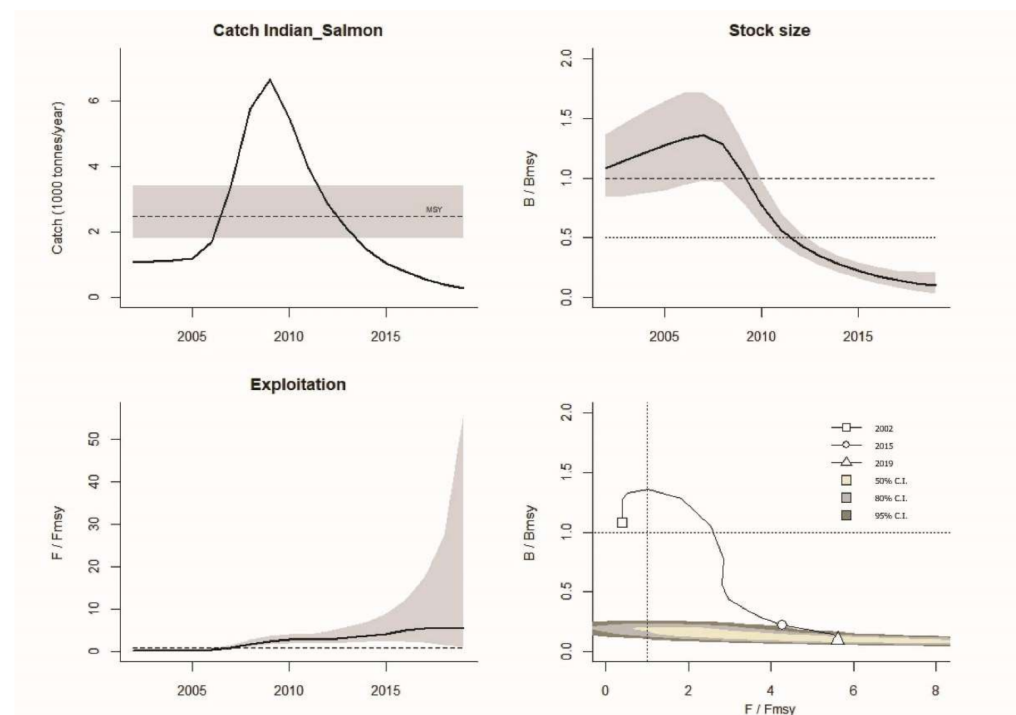 Catch Indian_Salmon
Catch (1000 tonnes/year)
6
4
2
0
MSY
2005 2010 2015
Stock size
B / Bmsy
2.0
1.5
1.0
0.5
0.0
2005 2010 2015
Exploitation
F / Fmsy
50
40
30
20
10
0
2005 2010 2015
B / Bmsy
2.0
1.5
1.0
0.5
0.0
2002
2015
2019
50% C.I.
80% C.I.
95% C.I.
0 2 4 6 8
F / Fmsy